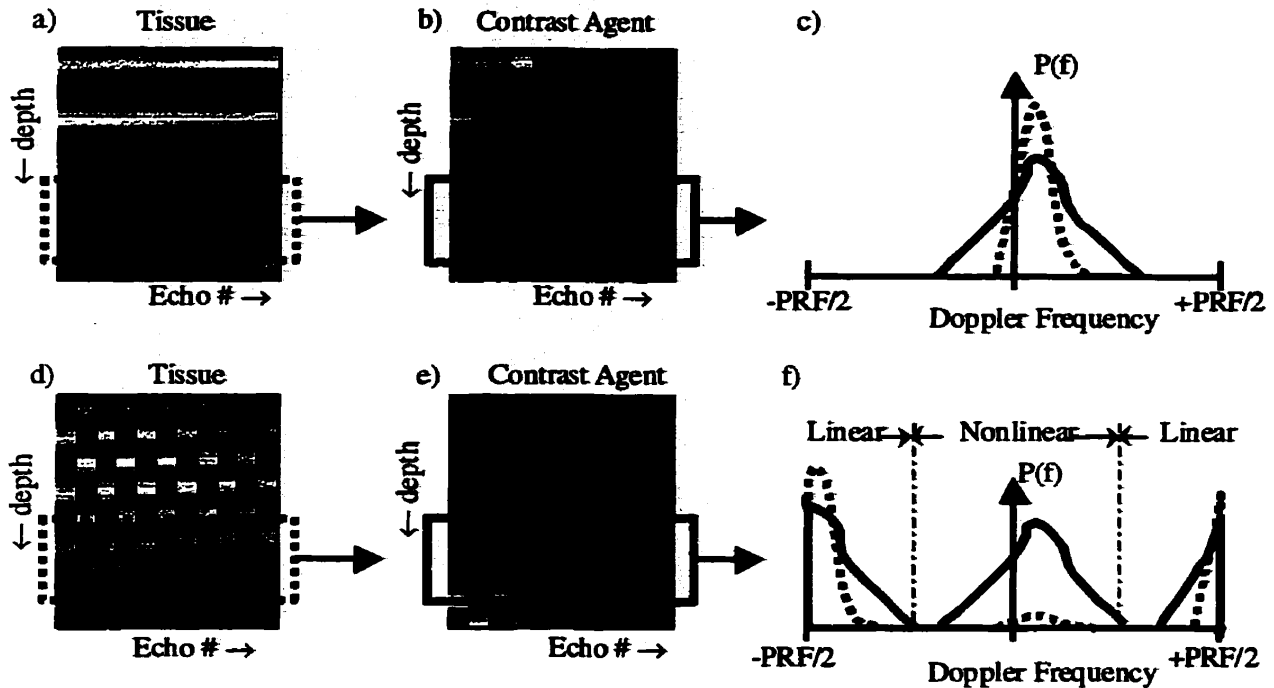 a) Tissue
b) Contrast Agent
c)
P(f)
← depth
← depth
Echo # →
Echo # →
-PRF/2
+PRF/2
Doppler Frequency
d) Tissue
e) Contrast Agent
f)
Linear
Nonlinear
Linear
P(f)
← depth
← depth
Echo # →
Echo # →
-PRF/2
+PRF/2
Doppler Frequency